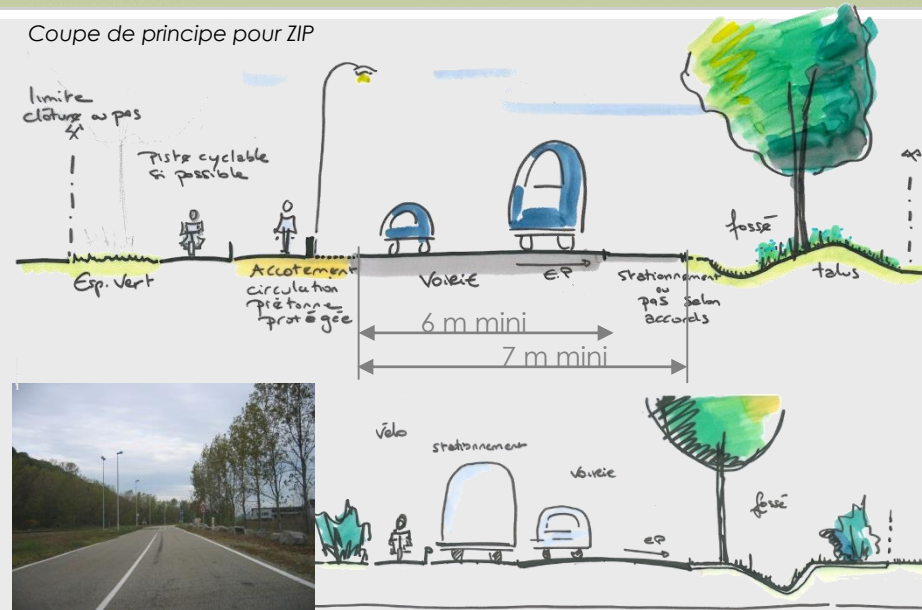 Coupe de principe pour ZIP
limite
clôture ou pas
Piste cyclable
si possible
fossé
Esp. Vert
Accotement
circulation
piétonne
protégée
Voirie
E.P
Stationnement
ou
pas selon
accords
talus
6 m mini
7 m mini
vélo
stationnement
Voirie
fossé
eP